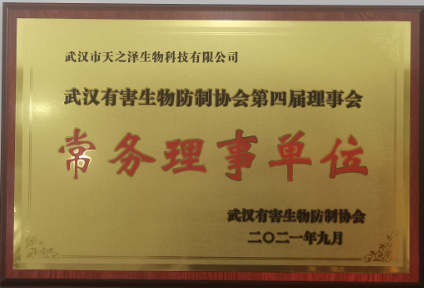 武汉市天之泽生物科技有限公司
武汉有害生物防制协会第四届理事会
常务理事单位
武汉有害生物防制协会
二〇二一年九月